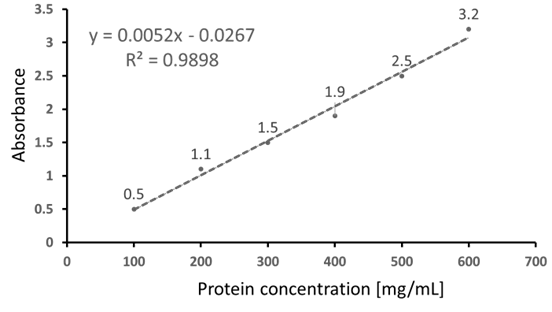 3.5
y = 0.0052x - 0.0267
R² = 0.9898
3.2
3
2.5
2.5
1.9
2
1.5
1.5
1.1
1
0.5
0.5
0
Absorbance
0 100 200 300 400 500 600 700
Protein concentration [mg/mL]